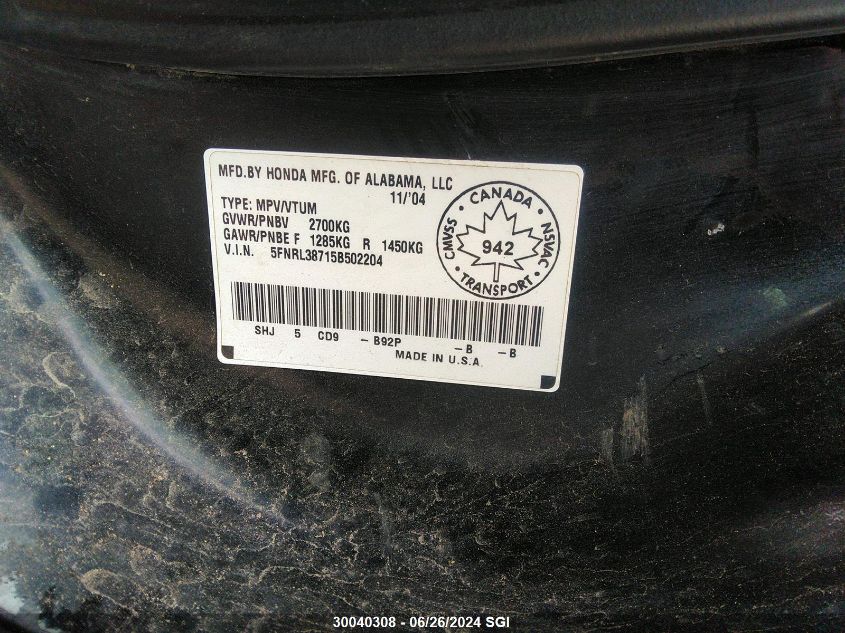 MFD.BY HONDA MFG. OF ALABAMA, LLC
11/'04
TYPE: MPV/VTUM
GVWR/PNBV 2700KG
GAWR/PNBE F 1285KG R 1450KG
V.I.N. 5FNRL38715B502204
CANADA
CMVSS
942
NSVAC
TRANSPORT
SHJ 5 CD9 -B92P -B -B
MADE IN U.S.A.
30040308 - 06/26/2024 SGI